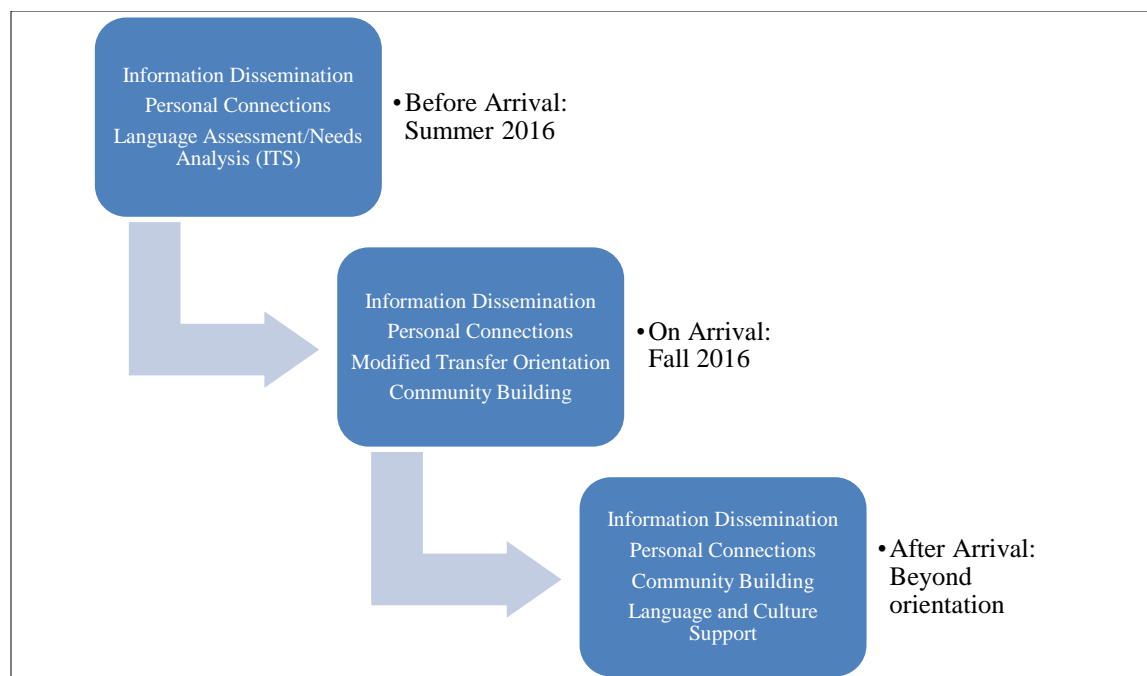 Information Dissemination
Personal Connections
Language Assessment/Needs
Analysis (ITS)
•Before Arrival:
Summer 2016
Information Dissemination
Personal Connections
Modified Transfer Orientation
Community Building
•On Arrival:
Fall 2016
Information Dissemination
Personal Connections
Community Building
Language and Culture
Support
•After Arrival:
Beyond
orientation